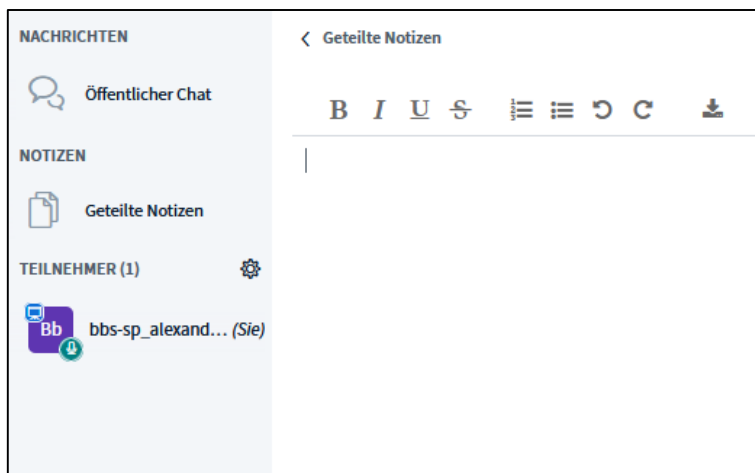 NACHRICHTEN
Öffentlicher Chat
NOTIZEN
Geteilte Notizen
TEILNEHMER (1)
Bb
bbs-sp_alexand... (Sie)
Geteilte Notizen
B I U S